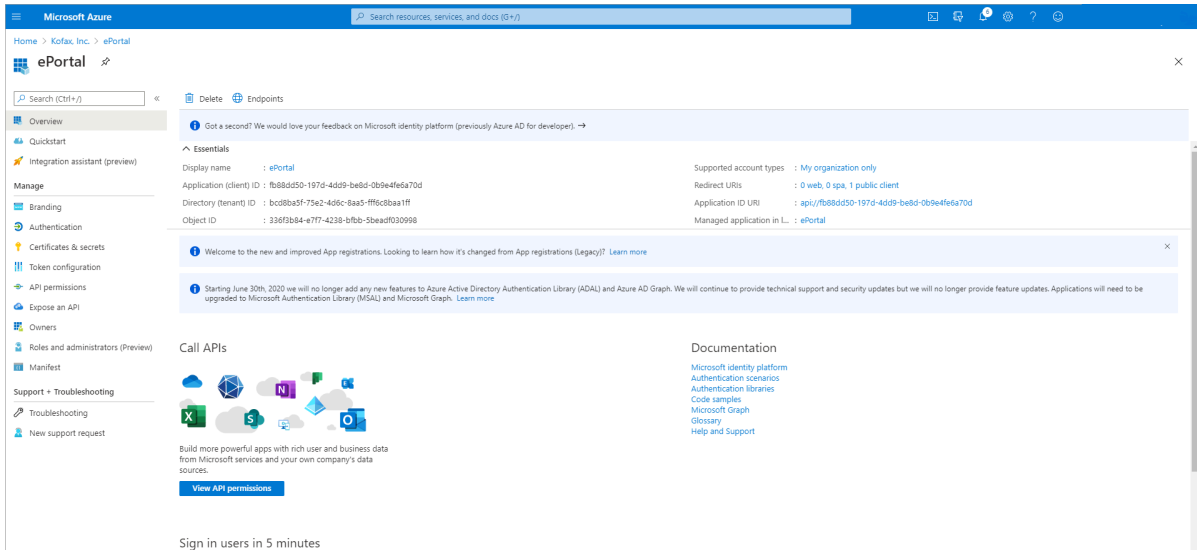 Microsoft Azure
Search resources, services, and docs (G+/)
6
Home > Kofax, Inc. > ePortal
ePortal
Search (Ctrl+/)
«
Overview
Quickstart
Integration assistant (preview)
Manage
Branding
Authentication
Certificates & secrets
Token configuration
API permissions
Expose an API
Owners
Roles and administrators (Preview)
Manifest
Support + Troubleshooting
Troubleshooting
New support request
Delete Endpoints
Got a second? We would love your feedback on Microsoft identity platform (previously Azure AD for developer). →
Essentials
Display name : ePortal
Application (client) ID : fb88dd50-197d-4dd9-be8d-0b9e4fe6a70d
Directory (tenant) ID : bcd8ba5f-75e2-4d6c-8aa5-fff6c8baa1ff
Object ID : 336f3b84-e7f7-4238-bfbb-5beadf030998
Supported account types : My organization only
Redirect URIs : 0 web, 0 spa, 1 public client
Application ID URI : api://fb88dd50-197d-4dd9-be8d-0b9e4fe6a70d
Managed application in l... : ePortal
Welcome to the new and improved App registrations. Looking to learn how it's changed from App registrations (Legacy)? Learn more
Starting June 30th, 2020 we will no longer add any new features to Azure Active Directory Authentication Library (ADAL) and Azure AD Graph. We will continue to provide technical support and security updates but we will no longer provide feature updates. Applications will need to be
upgraded to Microsoft Authentication Library (MSAL) and Microsoft Graph. Learn more
Call APIs
Build more powerful apps with rich user and business data
from Microsoft services and your own company's data
sources.
View API permissions
Documentation
Microsoft identity platform
Authentication scenarios
Authentication libraries
Code samples
Microsoft Graph
Glossary
Help and Support
Sign in users in 5 minutes